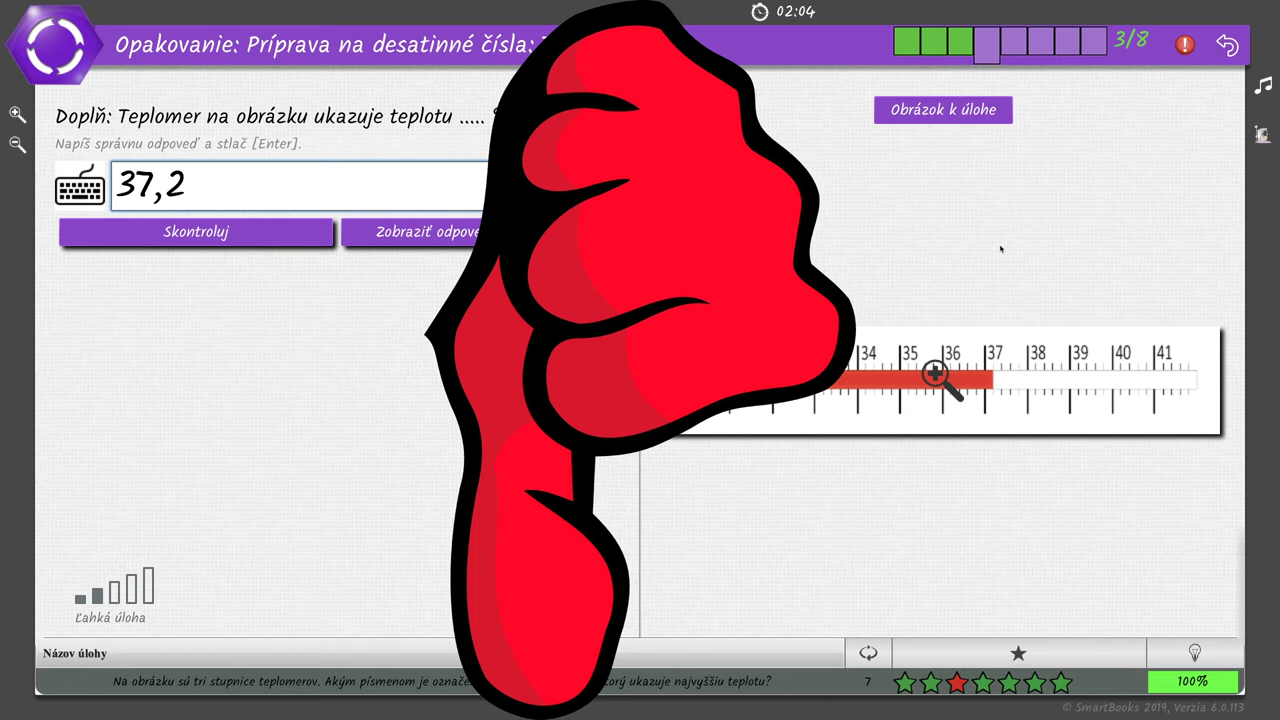 02:04
Opakovanie: Príprava na desatinné čísla:
3/8
Doplň: Teplomer na obrázku ukazuje teplotu .....
Obrázok k úlohe
Napíš správnu odpoveď a stlač [Enter].
37,2
Skontroluj
Zobraziť
34 35 36 37 38 39 40 41
Ľahká úloha
Názov úlohy
Na obrázku sú tri stupnice teplomerov. Akým písmenom je ukazuje najvyššiu teplotu?
7
100%
© SmartBooks 2019, Verzia 6.0.113